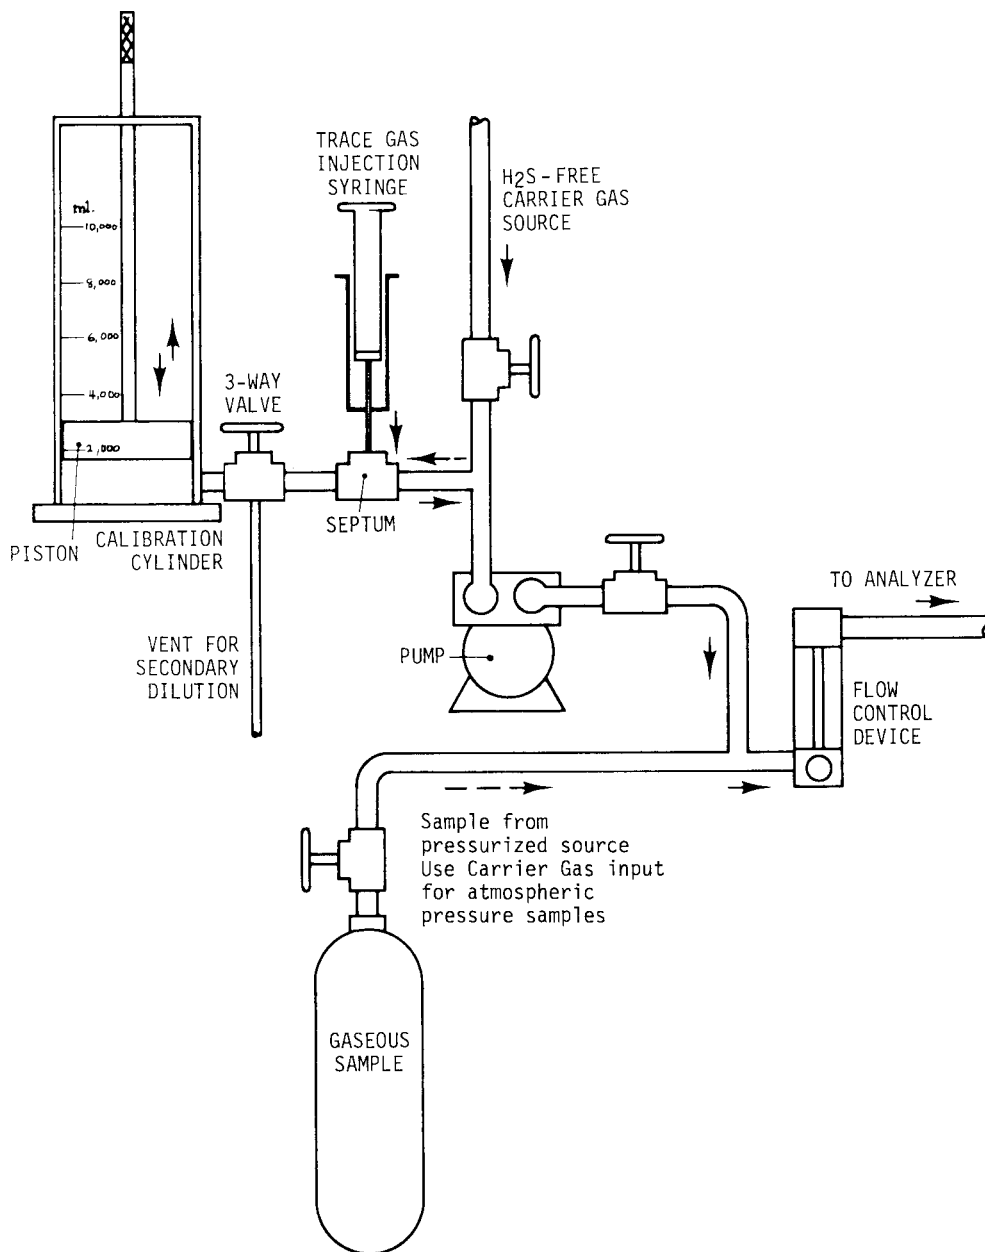 TRACE GAS
INJECTION
SYRINGE
H2S-FREE
CARRIER GAS
SOURCE
ml.
10,000
8,000
6,000
4,000
2,000
3-WAY
VALVE
SEPTUM
PISTON
CALIBRATION
CYLINDER
VENT FOR
SECONDARY
DILUTION
PUMP
TO ANALYZER
FLOW
CONTROL
DEVICE
Sample from
pressurized source
Use Carrier Gas input
for atmospheric
pressure samples
GASEOUS
SAMPLE